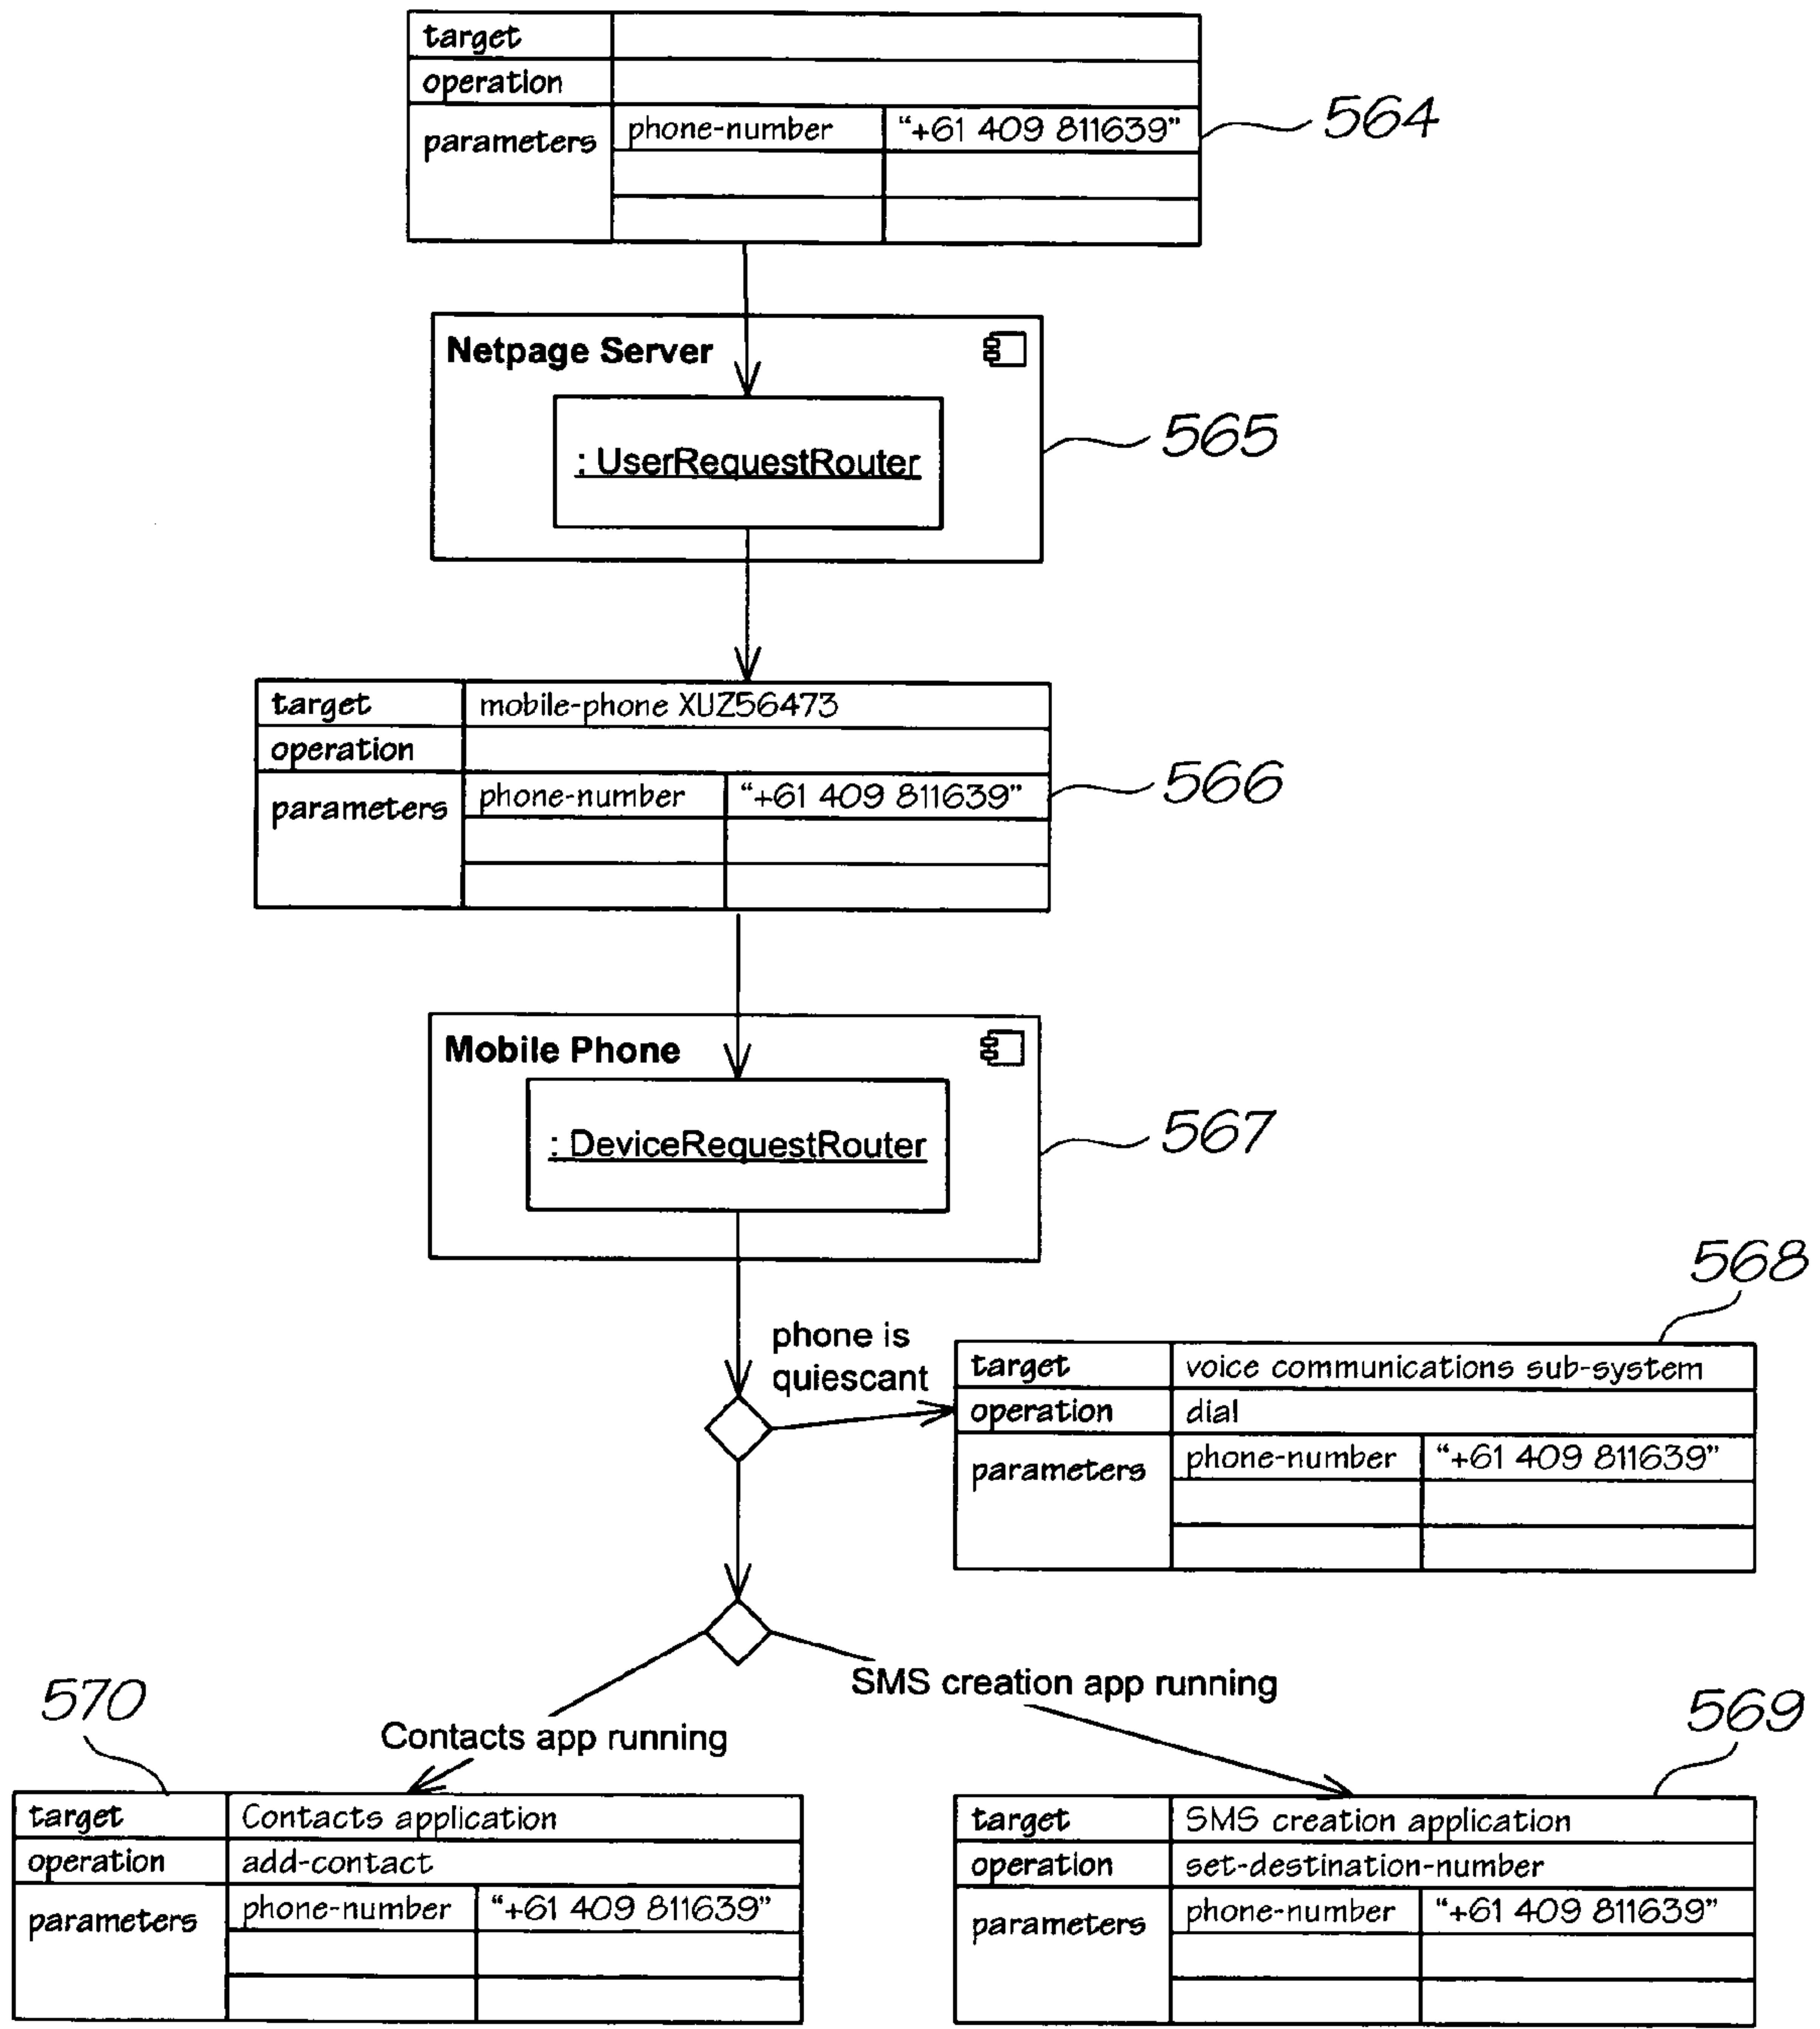 target
operation
parameters phone-number “+61 409 811639”
564
Netpage Server
: UserRequestRouter
565
target mobile-phone XUZ56473
operation
parameters phone-number “+61 409 811639”
566
Mobile Phone
: DeviceRequestRouter
567
phone is
quiescant
568
target voice communications sub-system
operation dial
parameters phone-number “+61 409 811639”
SMS creation app running
Contacts app running
570
target Contacts application
operation add-contact
parameters phone-number “+61 409 811639”
569
target SMS creation application
operation set-destination-number
parameters phone-number “+61 409 811639”